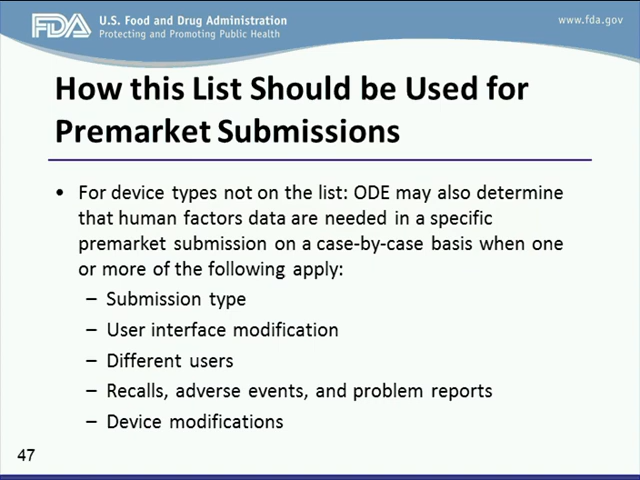 FDA U.S. Food and Drug Administration
Protecting and Promoting Public Health
www.fda.gov
How this List Should be Used for
Premarket Submissions
• For device types not on the list: ODE may also determine
that human factors data are needed in a specific
premarket submission on a case-by-case basis when one
or more of the following apply:
– Submission type
– User interface modification
– Different users
– Recalls, adverse events, and problem reports
– Device modifications
47